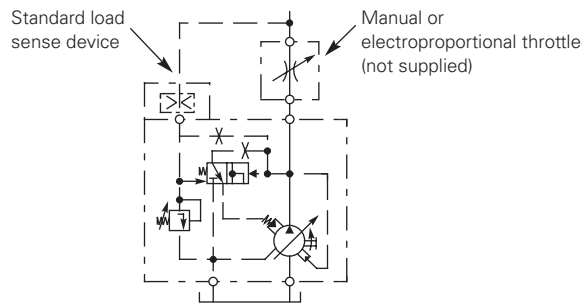 Standard load
sense device
Manual or
electroproportional throttle
(not supplied)